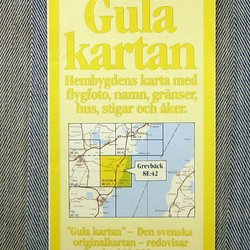 Gula
kartan
Hembygdens karta med
flygfoto, namn, gränser,
hus, stigar och åker.
Grevbäck
8E:42
"Gula kartan" – Den svenska
originalkartan – redovisar